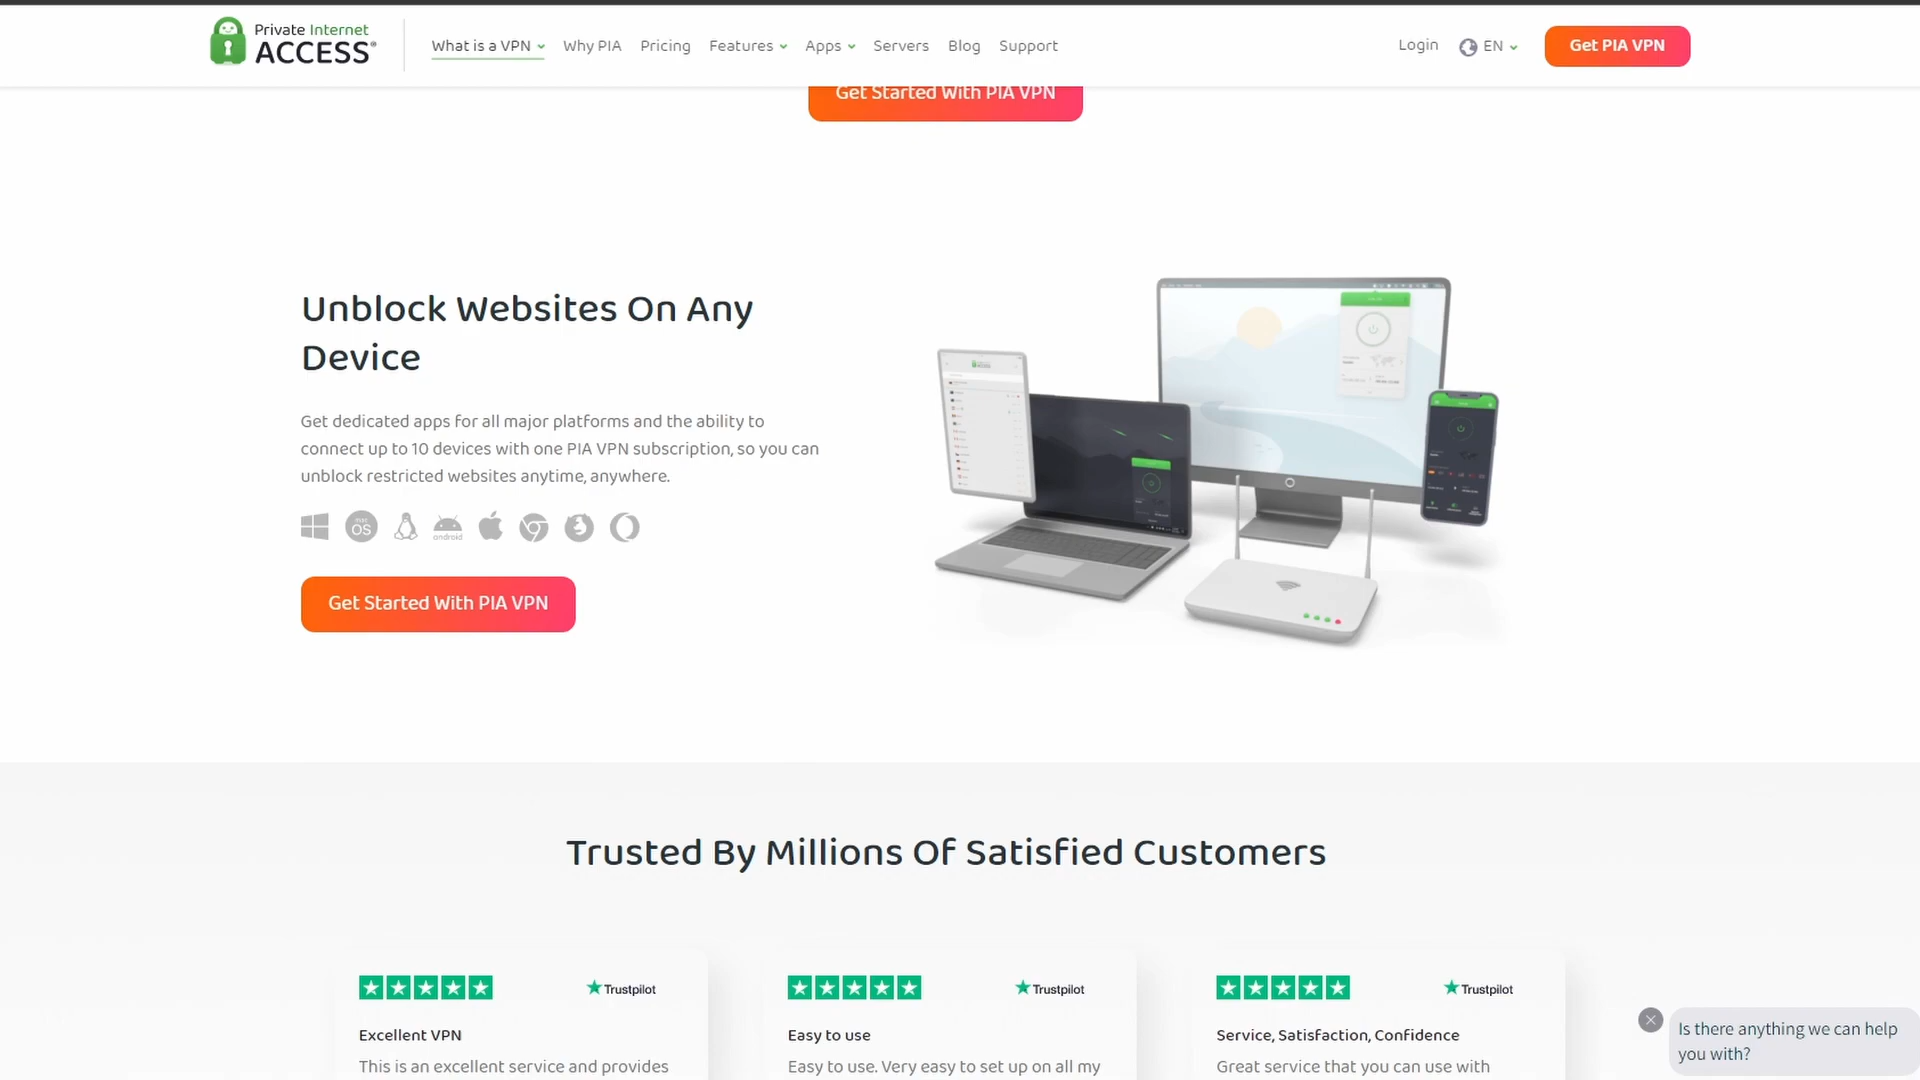 Private Internet
ACCESS®
What is a VPN
Why PIA
Pricing
Features
Apps
Servers
Blog
Support
Login
EN
Get PIA VPN
Get Started With PIA VPN
Unblock Websites On Any
Device
Get dedicated apps for all major platforms and the ability to
connect up to 10 devices with one PIA VPN subscription, so you can
unblock restricted websites anytime, anywhere.
mac
OS
android
Get Started With PIA VPN
ACCESS
Trusted By Millions Of Satisfied Customers
Trustpilot
Trustpilot
Trustpilot
Excellent VPN
Easy to use
Service, Satisfaction, Confidence
This is an excellent service and provides
Easy to use. Very easy to set up on all my
Great service that you can use with
Is there anything we can help
you with?